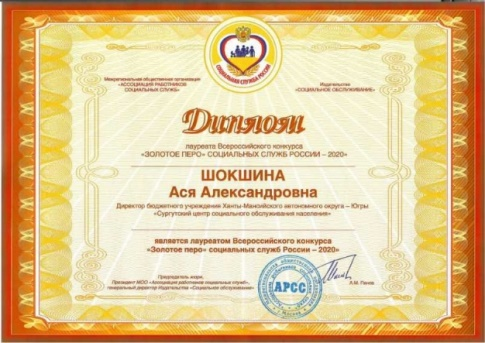 СОЦИАЛЬНАЯ СЛУЖБА РОССИИ
Межрегиональная общественная организация
«АССОЦИАЦИЯ РАБОТНИКОВ
СОЦИАЛЬНЫХ СЛУЖБ»
Издательство
«СОЦИАЛЬНОЕ ОБСЛУЖИВАНИЕ»
Диплом
лауреата Всероссийского конкурса
«ЗОЛОТОЕ ПЕРО» СОЦИАЛЬНЫХ СЛУЖБ РОССИИ – 2020»
ШОКШИНА
Ася Александровна
Директор бюджетного учреждения Ханты-Мансийского автономного округа – Югры
«Сургутский центр социального обслуживания населения»
является лауреатом Всероссийского конкурса
«Золотое перо» социальных служб России – 2020»
Председатель жюри,
Президент МОО «Ассоциация работников социальных служб»,
генеральный директор Издательства «Социальное обслуживание»
АРСС